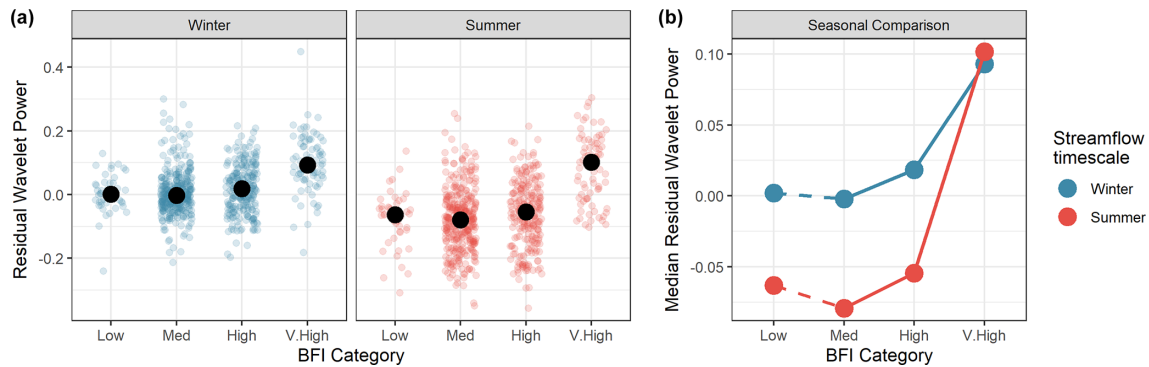 (a)
Winter
Summer
Residual Wavelet Power
0.4
0.2
0.0
-0.2
Low
Med
High
V.High
Low
Med
High
V.High
BFI Category
(b)
Seasonal Comparison
Median Residual Wavelet Power
0.10
0.05
0.00
-0.05
Low
Med
High
V.High
BFI Category
Streamflow
timescale
Winter
Summer